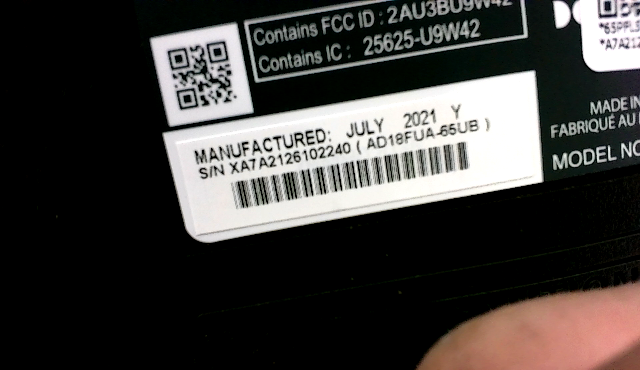 Contains FCC ID : 2AU3BU9W42
Contains IC : 25625-U9W42
MANUFACTURED: JULY 2021 Y
S/N XA7A2126102240 ( AD18FUA-65UB )
MADE IN
FABRIQUÉ AU
MODEL NO